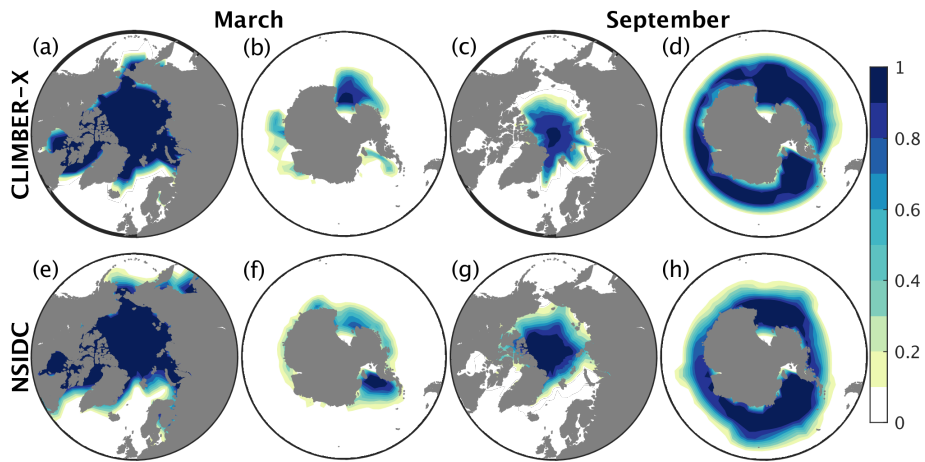 March September
(a) (b) (c) (d)
CLIMBER-X
1
0.8
0.6
0.4
0.2
0
(e) (f) (g) (h)
NSIDC